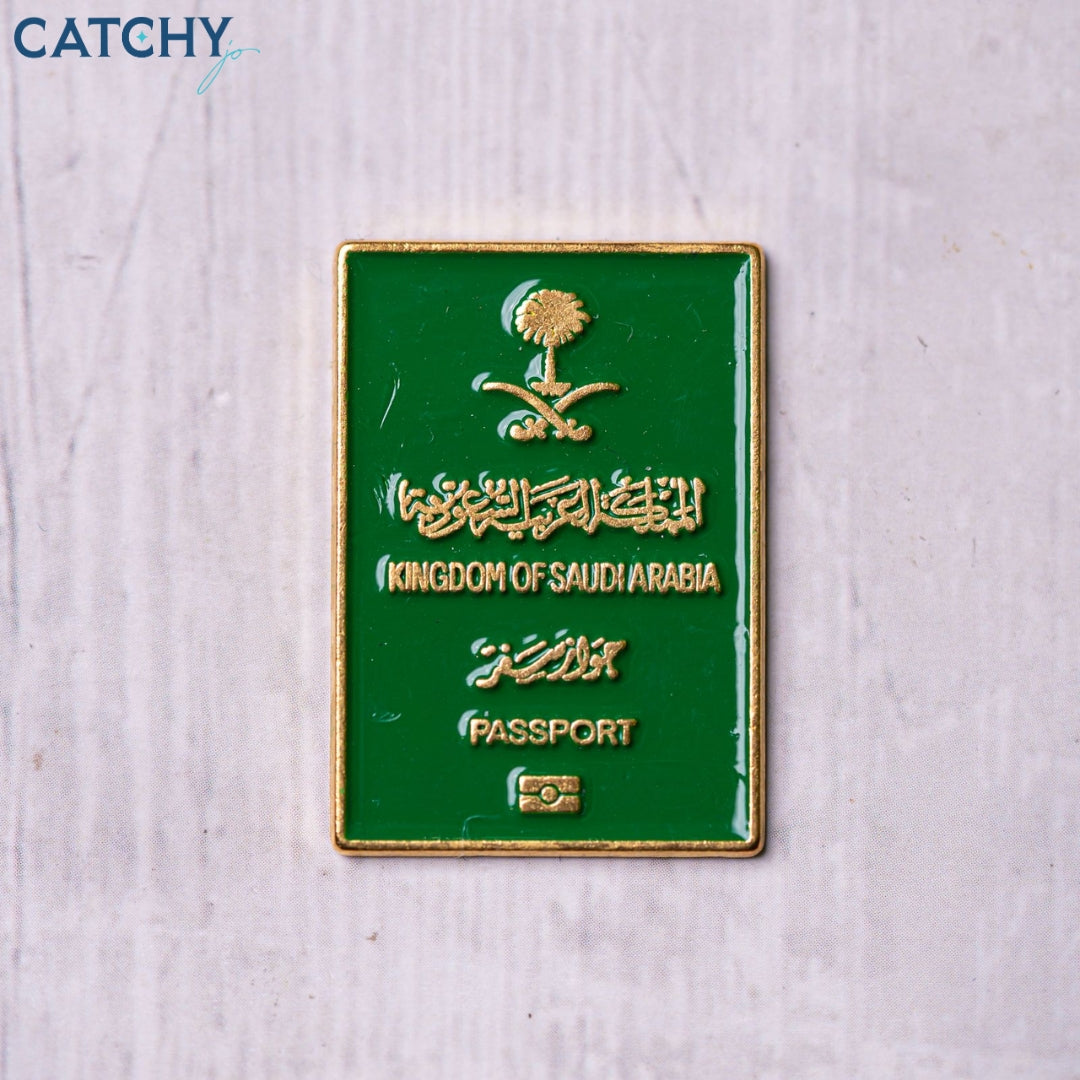 CATCHY jo
المملكة العربية السعودية
KINGDOM OF SAUDI ARABIA
جواز سفر
PASSPORT